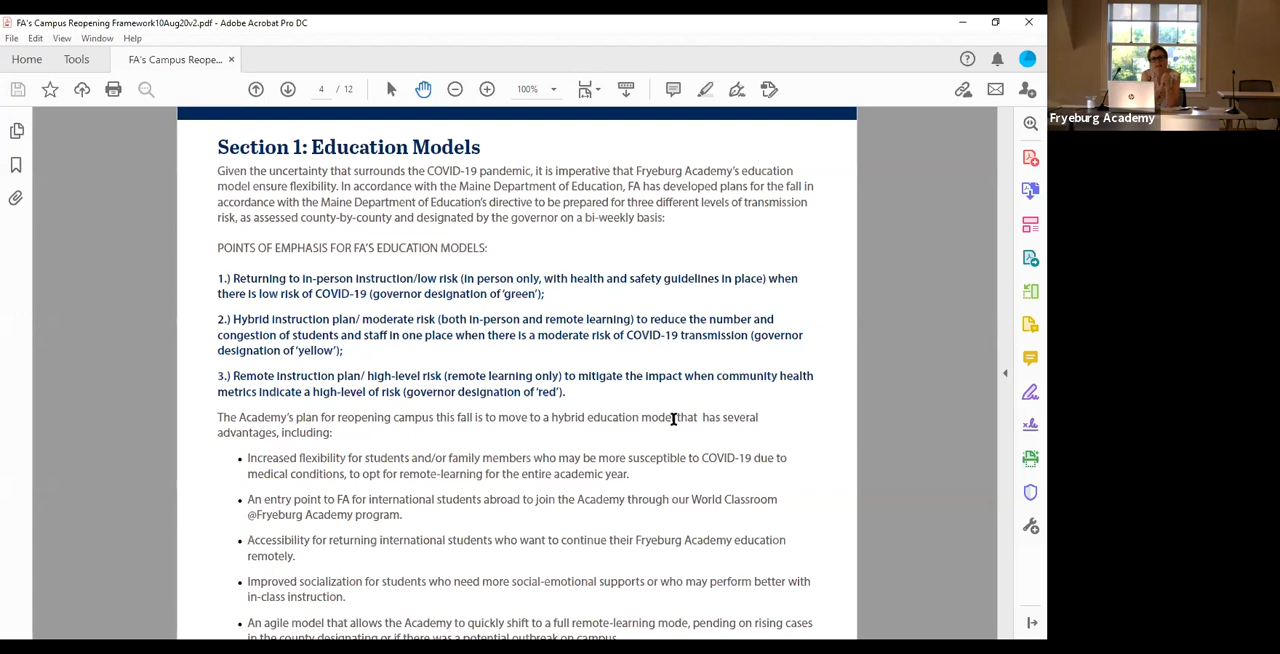 FA's Campus Reopening Framework10Aug20v2.pdf - Adobe Acrobat Pro DC
File Edit View Window Help
Home Tools FA's Campus Reope... ×
4 / 12 100%
Fryeburg Academy
Section 1: Education Models
Given the uncertainty that surrounds the COVID-19 pandemic, it is imperative that Fryeburg Academy's education
model ensure flexibility. In accordance with the Maine Department of Education, FA has developed plans for the fall in
accordance with the Maine Department of Education's directive to be prepared for three different levels of transmission
risk, as assessed county-by-county and designated by the governor on a bi-weekly basis:
POINTS OF EMPHASIS FOR FA'S EDUCATION MODELS:
1.) Returning to in-person instruction/low risk (in person only, with health and safety guidelines in place) when
there is low risk of COVID-19 (governor designation of 'green');
2.) Hybrid instruction plan/ moderate risk (both in-person and remote learning) to reduce the number and
congestion of students and staff in one place when there is a moderate risk of COVID-19 transmission (governor
designation of 'yellow');
3.) Remote instruction plan/ high-level risk (remote learning only) to mitigate the impact when community health
metrics indicate a high-level of risk (governor designation of 'red').
The Academy's plan for reopening campus this fall is to move to a hybrid education model that has several
advantages, including:
• Increased flexibility for students and/or family members who may be more susceptible to COVID-19 due to
medical conditions, to opt for remote-learning for the entire academic year.
• An entry point to FA for international students abroad to join the Academy through our World Classroom
@Fryeburg Academy program.
• Accessibility for returning international students who want to continue their Fryeburg Academy education
remotely.
• Improved socialization for students who need more social-emotional supports or who may perform better with
in-class instruction.
• An agile model that allows the Academy to quickly shift to a full remote-learning mode, pending on rising cases
in the county designating or if there was a potential outbreak on campus.